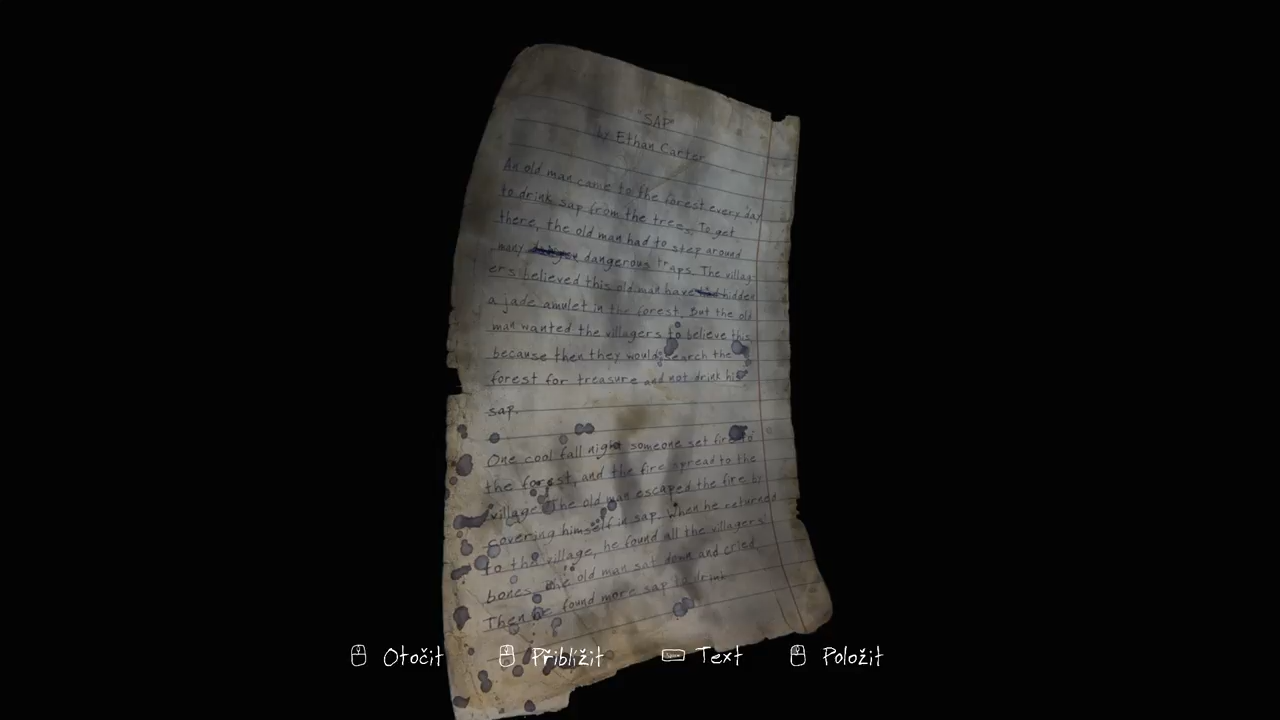 "SAP"
by Ethan Carter
An old man came to the forest every day
to drink sap from the trees. To get
there, the old man had to step around
many dangerous traps. The villag
ers believed this old man have hidden
a jade amulet in the forest. But the old
man wanted the villagers to believe this,
because then they would search the
forest for treasure and not drink his
sap.
One cool fall night someone set fire to
the forest, and the fire spread to the
village. The old man escaped the fire by
covering himself in sap. When he returned
to the village, he found all the villagers'
bones. The old man sat down and cried.
Then he found more sap to drink.
Otočit Přiblížit Text Položit